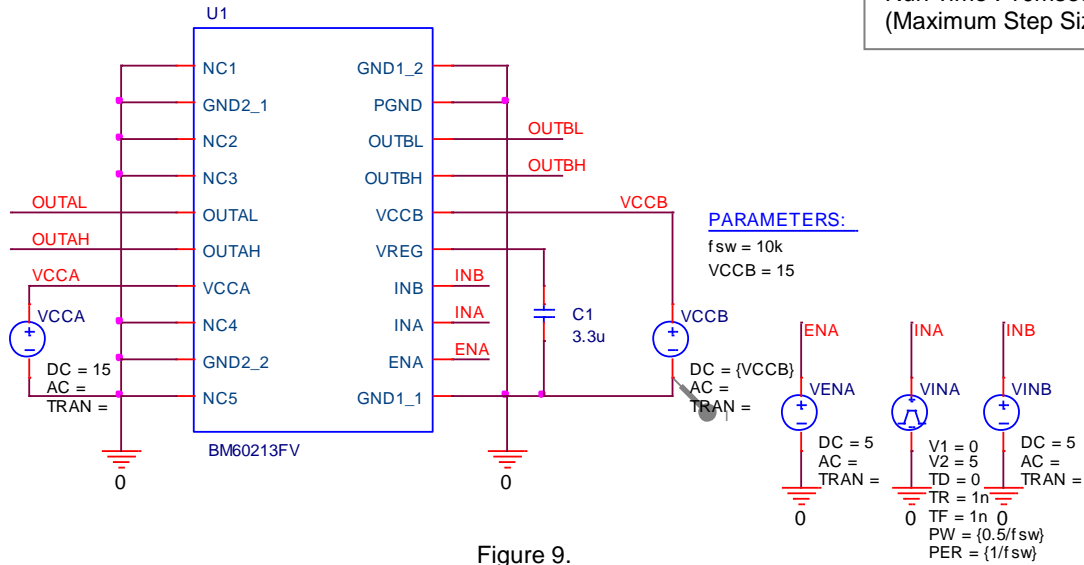 U1
(Maximum Step Siz
NC1
GND2_1
NC2
NC3
OUTAL
OUTAH
VCCA
NC4
GND2_2
NC5
GND1_2
PGND
OUTBL
OUTBH
VCCB
VREG
INB
INA
ENA
GND1_1
BM60213FV
OUTAL
OUTAH
VCCA
VCCA
DC = 15
AC =
TRAN =
0
OUTBL
OUTBH
VCCB
INB
INA
ENA
C1
3.3u
0
VCCB
DC = {VCCB}
AC =
TRAN =
PARAMETERS:
fsw = 10k
VCCB = 15
ENA
VENA
DC = 5
AC =
TRAN =
0
INA
VINA
V1 = 0
V2 = 5
TD = 0
TR = 1n
TF = 1n
PW = {0.5/fsw}
PER = {1/fsw}
0
INB
VINB
DC = 5
AC =
TRAN =
0
Figure 9.